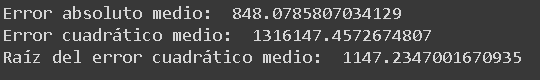 Error absoluto medio:  848.0785807034129
Error cuadrático medio:  1316147.4572674807
Raíz del error cuadrático medio:  1147.2347001670935